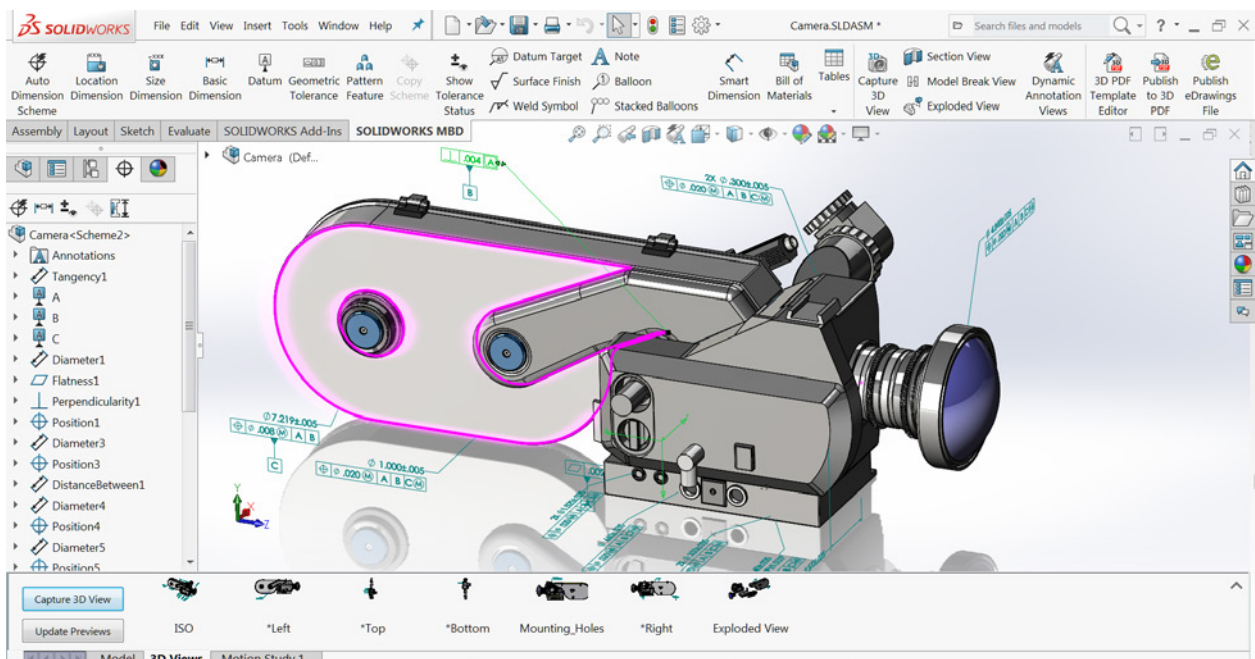 SOLIDWORKS File Edit View Insert Tools Window Help Camera.SLDASM * Search files and models ?
Auto Dimension Scheme
Location Dimension
Size Dimension
Basic Dimension
Datum
Geometric Tolerance
Pattern Feature
Copy Scheme
Show Tolerance Status
Datum Target
Surface Finish
Weld Symbol
Note
Balloon
Stacked Balloons
Smart Dimension
Bill of Materials
Tables
Capture 3D View
Section View
Model Break View
Exploded View
Dynamic Annotation Views
3D PDF Template Editor
Publish to 3D PDF
Publish eDrawings File
Assembly Layout Sketch Evaluate SOLIDWORKS Add-Ins SOLIDWORKS MBD
Camera (Def...
.004 A
B
2X ⌀ .300±.005
⌀ .020 Ⓜ A B CⓂ
Camera<Scheme2>
Annotations
Tangency1
A
B
C
Diameter1
Flatness1
Perpendicularity1
Position1
Diameter3
Position3
DistanceBetween1
Diameter4
Position4
Diameter5
Position5
⌀7.219±.005
⌀ .008 Ⓜ A B
C
⌀ 1.000±.005
⌀ .020 Ⓜ A B CⓂ
Y
X
Z
Capture 3D View
Update Previews
ISO *Left *Top *Bottom Mounting_Holes *Right Exploded View
Model 3D Views Motion Study 1